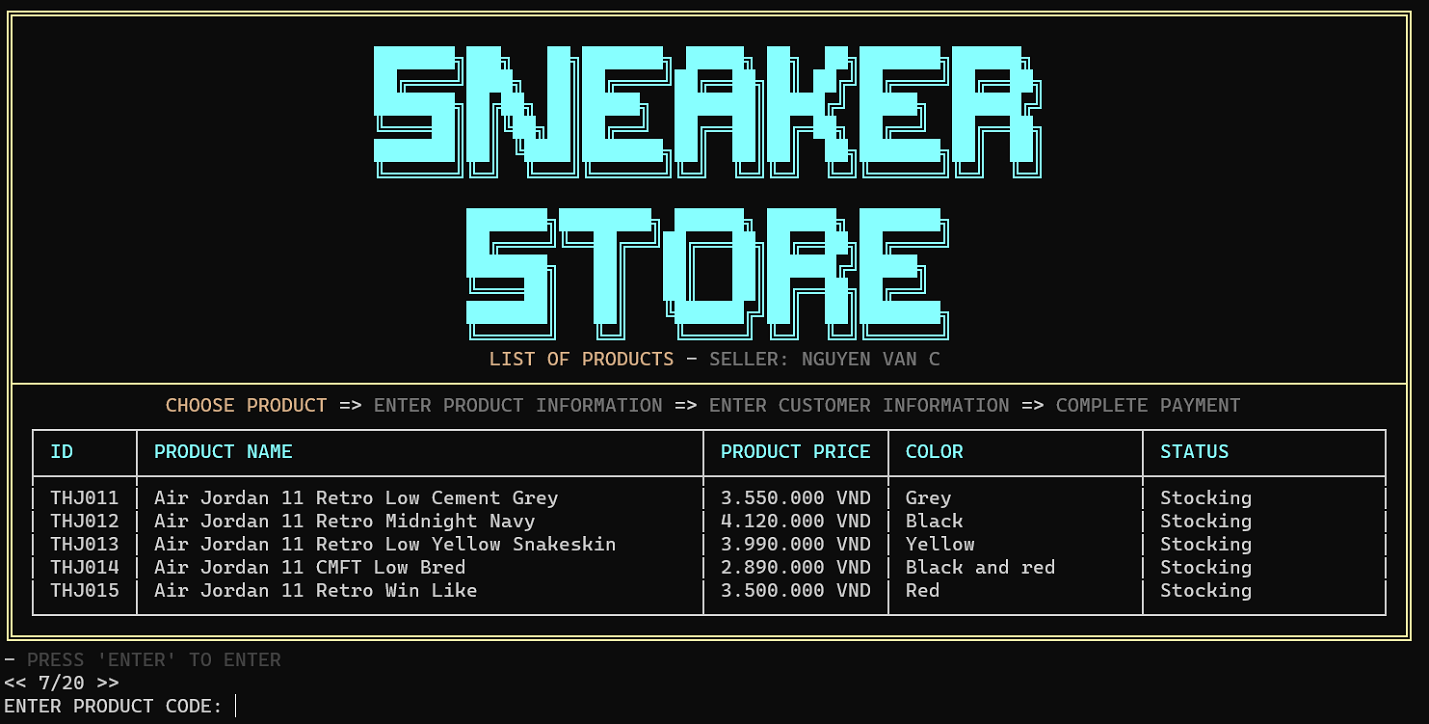 SNEAKER
STORE
LIST OF PRODUCTS - SELLER: NGUYEN VAN C
CHOOSE PRODUCT => ENTER PRODUCT INFORMATION => ENTER CUSTOMER INFORMATION => COMPLETE PAYMENT
ID PRODUCT NAME PRODUCT PRICE COLOR STATUS
THJ011 Air Jordan 11 Retro Low Cement Grey 3.550.000 VND Grey Stocking
THJ012 Air Jordan 11 Retro Midnight Navy 4.120.000 VND Black Stocking
THJ013 Air Jordan 11 Retro Low Yellow Snakeskin 3.990.000 VND Yellow Stocking
THJ014 Air Jordan 11 CMFT Low Bred 2.890.000 VND Black and red Stocking
THJ015 Air Jordan 11 Retro Win Like 3.500.000 VND Red Stocking
- PRESS 'ENTER' TO ENTER
<< 7/20 >>
ENTER PRODUCT CODE: